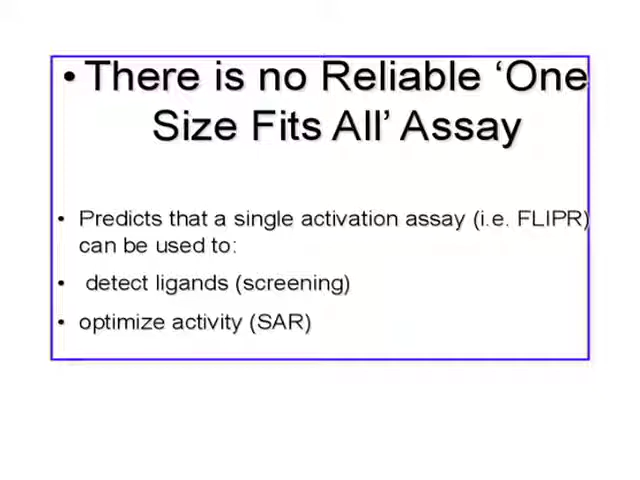 • There is no Reliable ‘One
Size Fits All’ Assay
• Predicts that a single activation assay (i.e. FLIPR)
can be used to:
• detect ligands (screening)
• optimize activity (SAR)